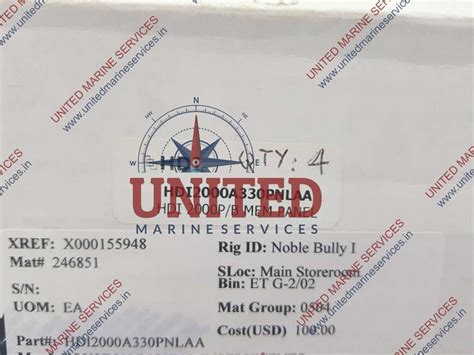 UNITED MARINE SERVICES
www.unitedmarineservices.in
HDI QTY: 4
HDI2000A330PNLAA
HDI 2000P/B MEM PANEL
UNITED
MARINE SERVICES
XREF: X000155948
Rig ID: Noble Bully I
Mat# 246851
SLoc: Main Storeroom
S/N:
Bin: ET G-2/02
UOM: EA
Mat Group: 0504
Cost(USD) 100.00
Part#: HDI2000A330PNLAA